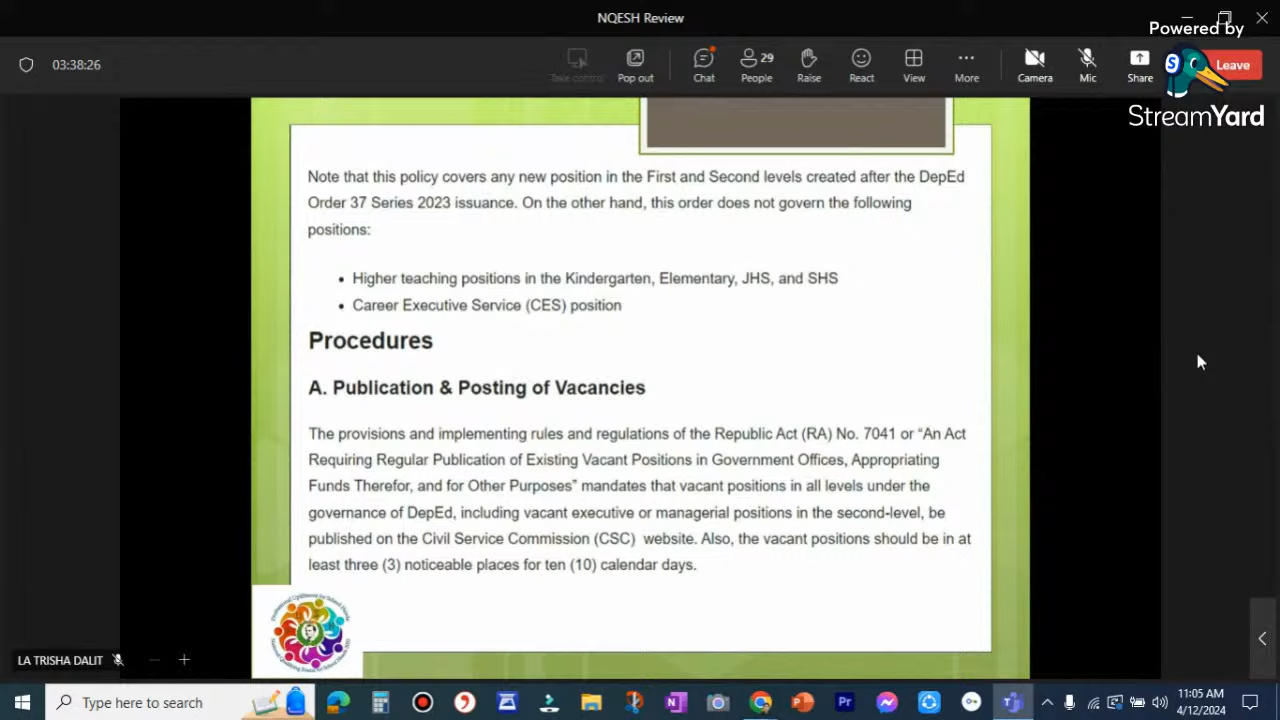 NQESH Review
Powered by
StreamYard
03:38:26
Take control
Pop out
Chat
29
People
Raise
React
View
More
Camera
Mic
Share
Leave
Note that this policy covers any new position in the First and Second levels created after the DepEd
Order 37 Series 2023 issuance. On the other hand, this order does not govern the following
positions:
• Higher teaching positions in the Kindergarten, Elementary, JHS, and SHS
• Career Executive Service (CES) position
Procedures
A. Publication & Posting of Vacancies
The provisions and implementing rules and regulations of the Republic Act (RA) No. 7041 or “An Act
Requiring Regular Publication of Existing Vacant Positions in Government Offices, Appropriating
Funds Therefor, and for Other Purposes” mandates that vacant positions in all levels under the
governance of DepEd, including vacant executive or managerial positions in the second-level, be
published on the Civil Service Commission (CSC) website. Also, the vacant positions should be in at
least three (3) noticeable places for ten (10) calendar days.
LA TRISHA DALIT
Type here to search
11:05 AM
4/12/2024